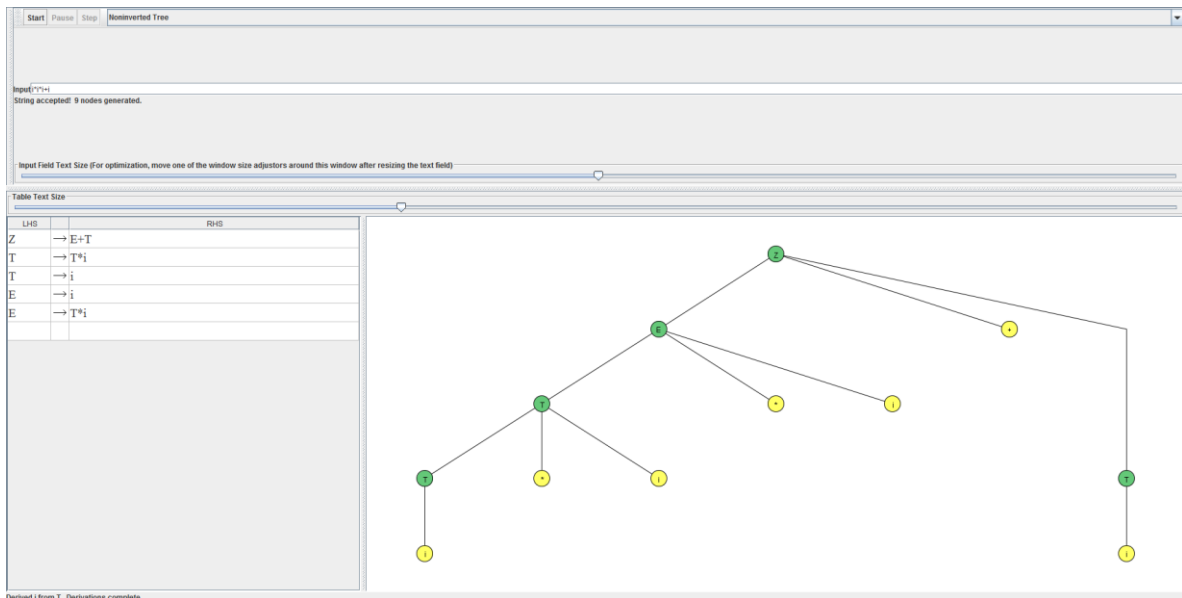 Start Pause Step Noninverted Tree
Input i*i*i+i
String accepted! 9 nodes generated.
Input Field Text Size (For optimization, move one of the window size adjustors around this window after resizing the text field)
Table Text Size
LHS RHS
Z → E+T
T → T*i
T → i
E → i
E → T*i
Z
E +
T * i
T * i T
i i
Derived i from T. Derivations complete.